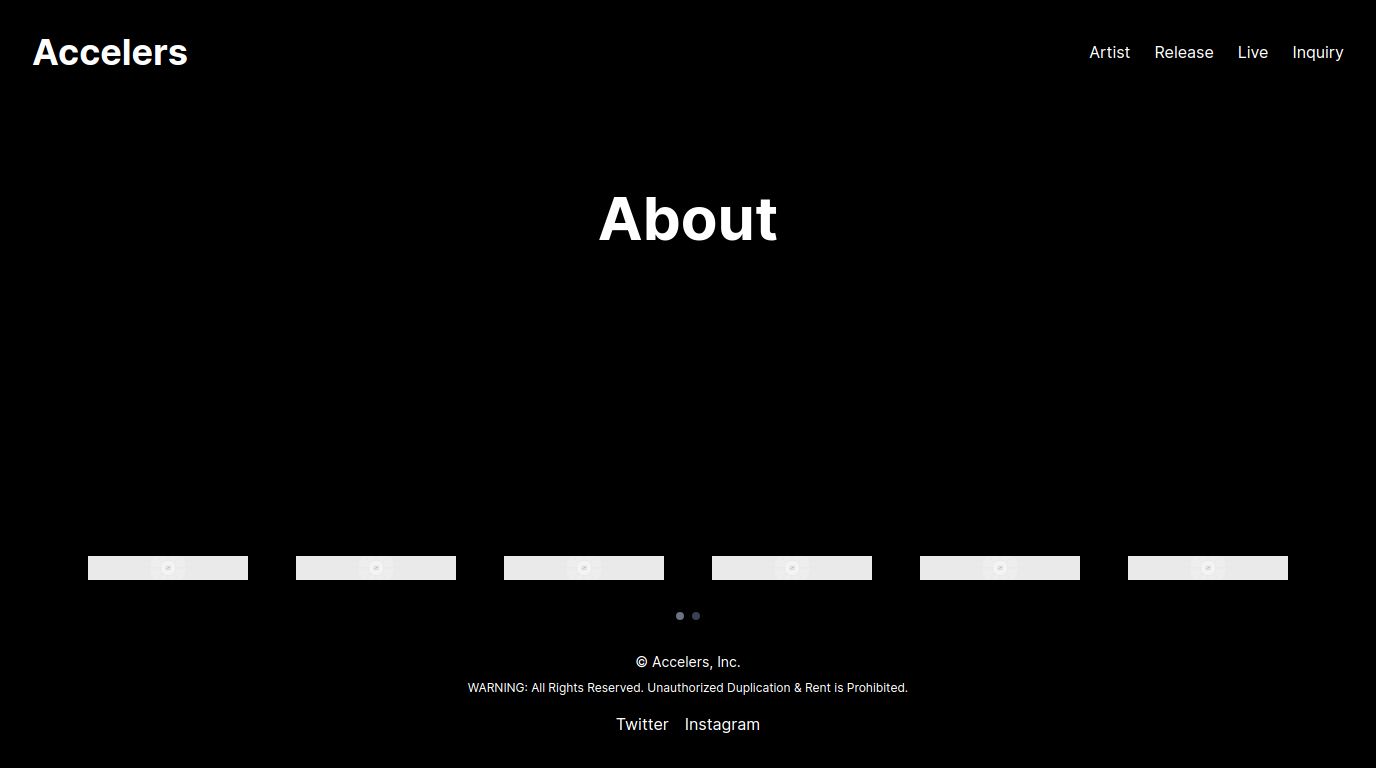 Accelers
Artist Release Live Inquiry
About
© Accelers, Inc.
WARNING: All Rights Reserved. Unauthorized Duplication & Rent is Prohibited.
Twitter Instagram